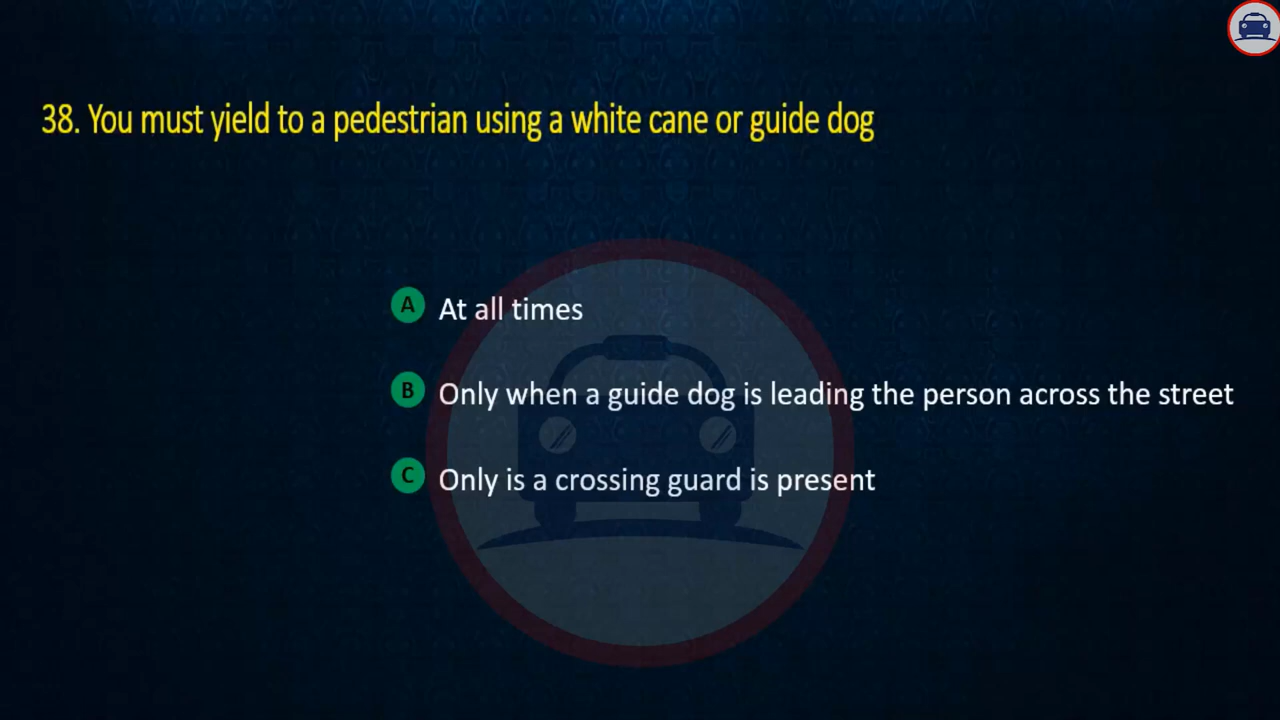 38. You must yield to a pedestrian using a white cane or guide dog
A At all times
B Only when a guide dog is leading the person across the street
C Only is a crossing guard is present